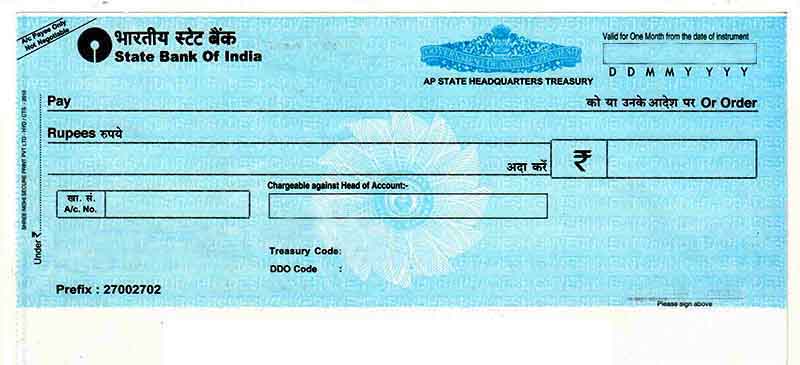 A/c Payee Only
Not Negotiable
भारतीय स्टेट बैंक
State Bank Of India
AP STATE HEADQUARTERS TREASURY
Valid for One Month from the date of instrument
D D M M Y Y Y Y
Pay को या उनके आदेश पर Or Order
Rupees रुपये
अदा करें ₹
खा. सं.
A/c. No.
Chargeable against Head of Account:-
Treasury Code:
DDO Code :
Under ₹
SHREE NIDHI SECURE PRINT PVT. LTD - HYD / CTS - 2010
Prefix : 27002702
Please sign above